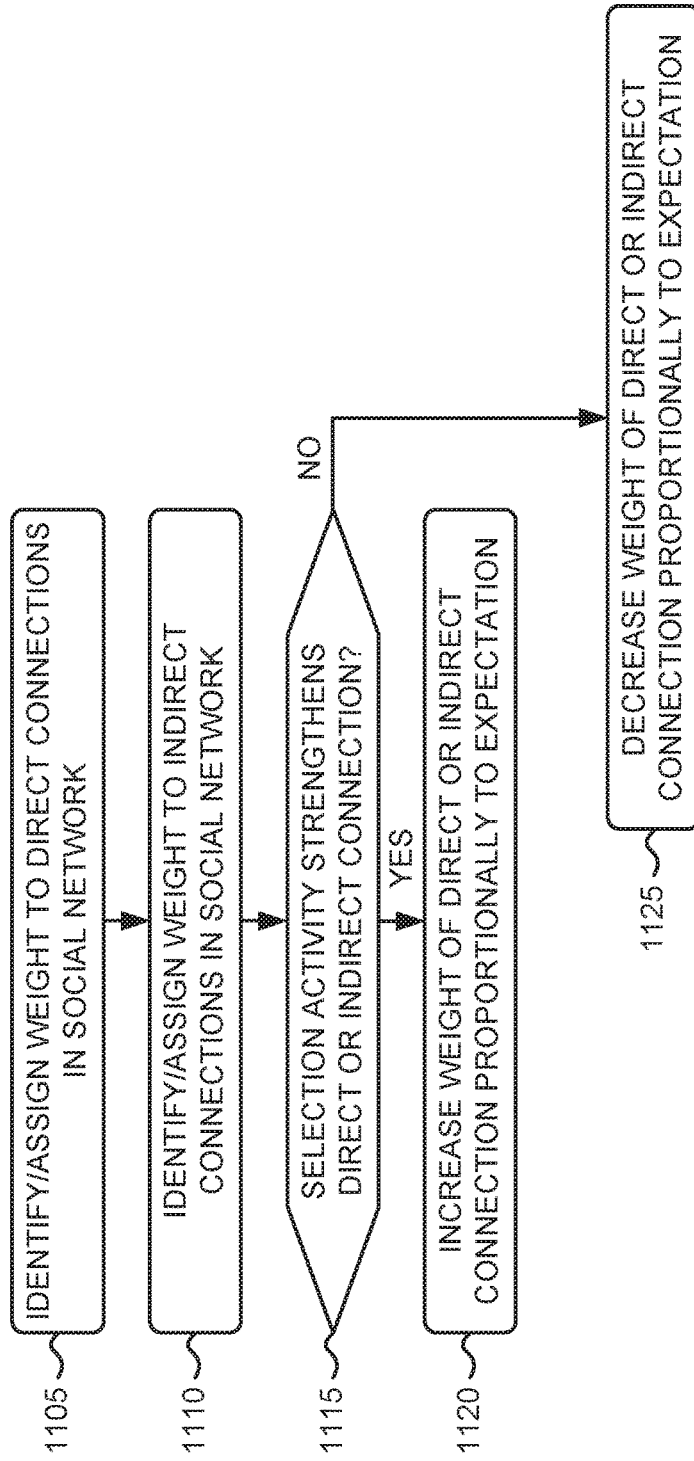 1105
IDENTIFY/ASSIGN WEIGHT TO DIRECT CONNECTIONS
IN SOCIAL NETWORK
1110
IDENTIFY/ASSIGN WEIGHT TO INDIRECT
CONNECTIONS IN SOCIAL NETWORK
1115
SELECTION ACTIVITY STRENGTHENS
DIRECT OR INDIRECT CONNECTION?
NO
YES
1120
INCREASE WEIGHT OF DIRECT OR INDIRECT
CONNECTION PROPORTIONALLY TO EXPECTATION
1125
DECREASE WEIGHT OF DIRECT OR INDIRECT
CONNECTION PROPORTIONALLY TO EXPECTATION